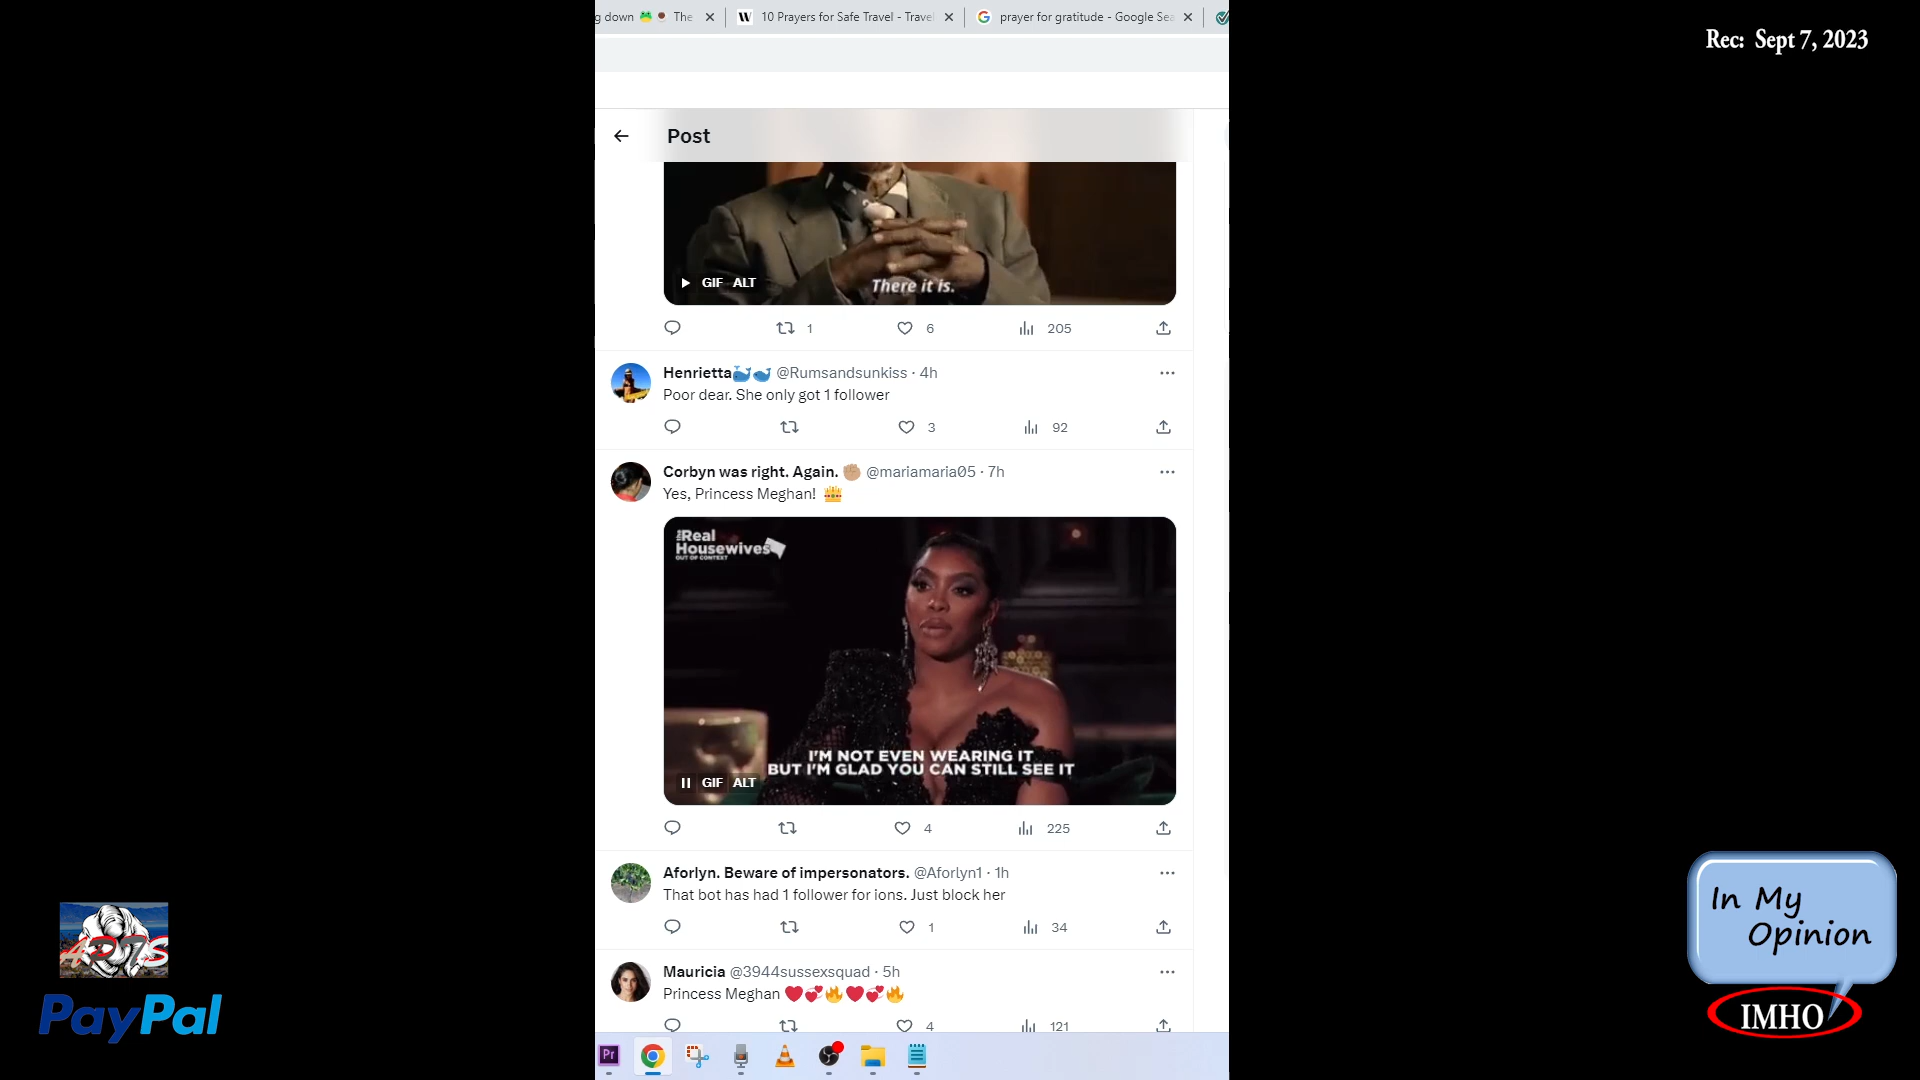 g down 🐸 The
10 Prayers for Safe Travel - Travel
prayer for gratitude - Google Sea
Rec: Sept 7, 2023
Post
There it is.
GIF ALT
1 6 205
Henrietta🐳🐋 @Rumsandsunkiss · 4h
Poor dear. She only got 1 follower
3 92
Corbyn was right. Again. ✊🏽 @mariamaria05 · 7h
Yes, Princess Meghan! 👑
Real
Housewives
OUT OF CONTEXT
I'M NOT EVEN WEARING IT
BUT I'M GLAD YOU CAN STILL SEE IT
GIF ALT
4 225
Aforlyn. Beware of impersonators. @Aforlyn1 · 1h
That bot has had 1 follower for ions. Just block her
1 34
Mauricia @3944sussexsquad · 5h
Princess Meghan ❤️💞🔥❤️💞🔥
4 121
Pr
PayPal
In My
Opinion
IMHO